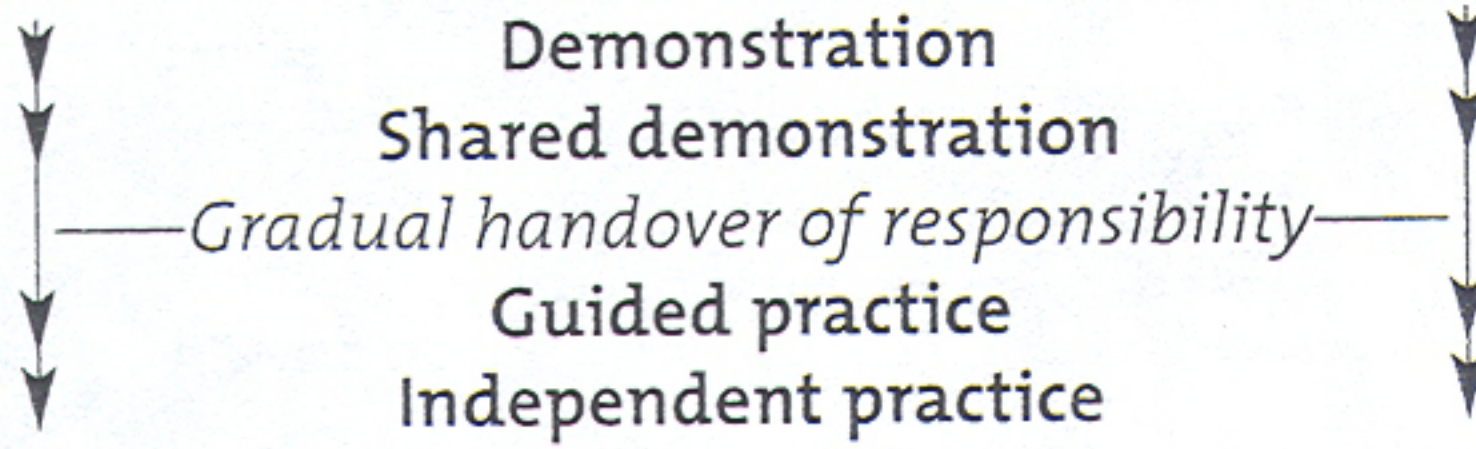 Demonstration
Shared demonstration
Gradual handover of responsibility
Guided practice
Independent practice